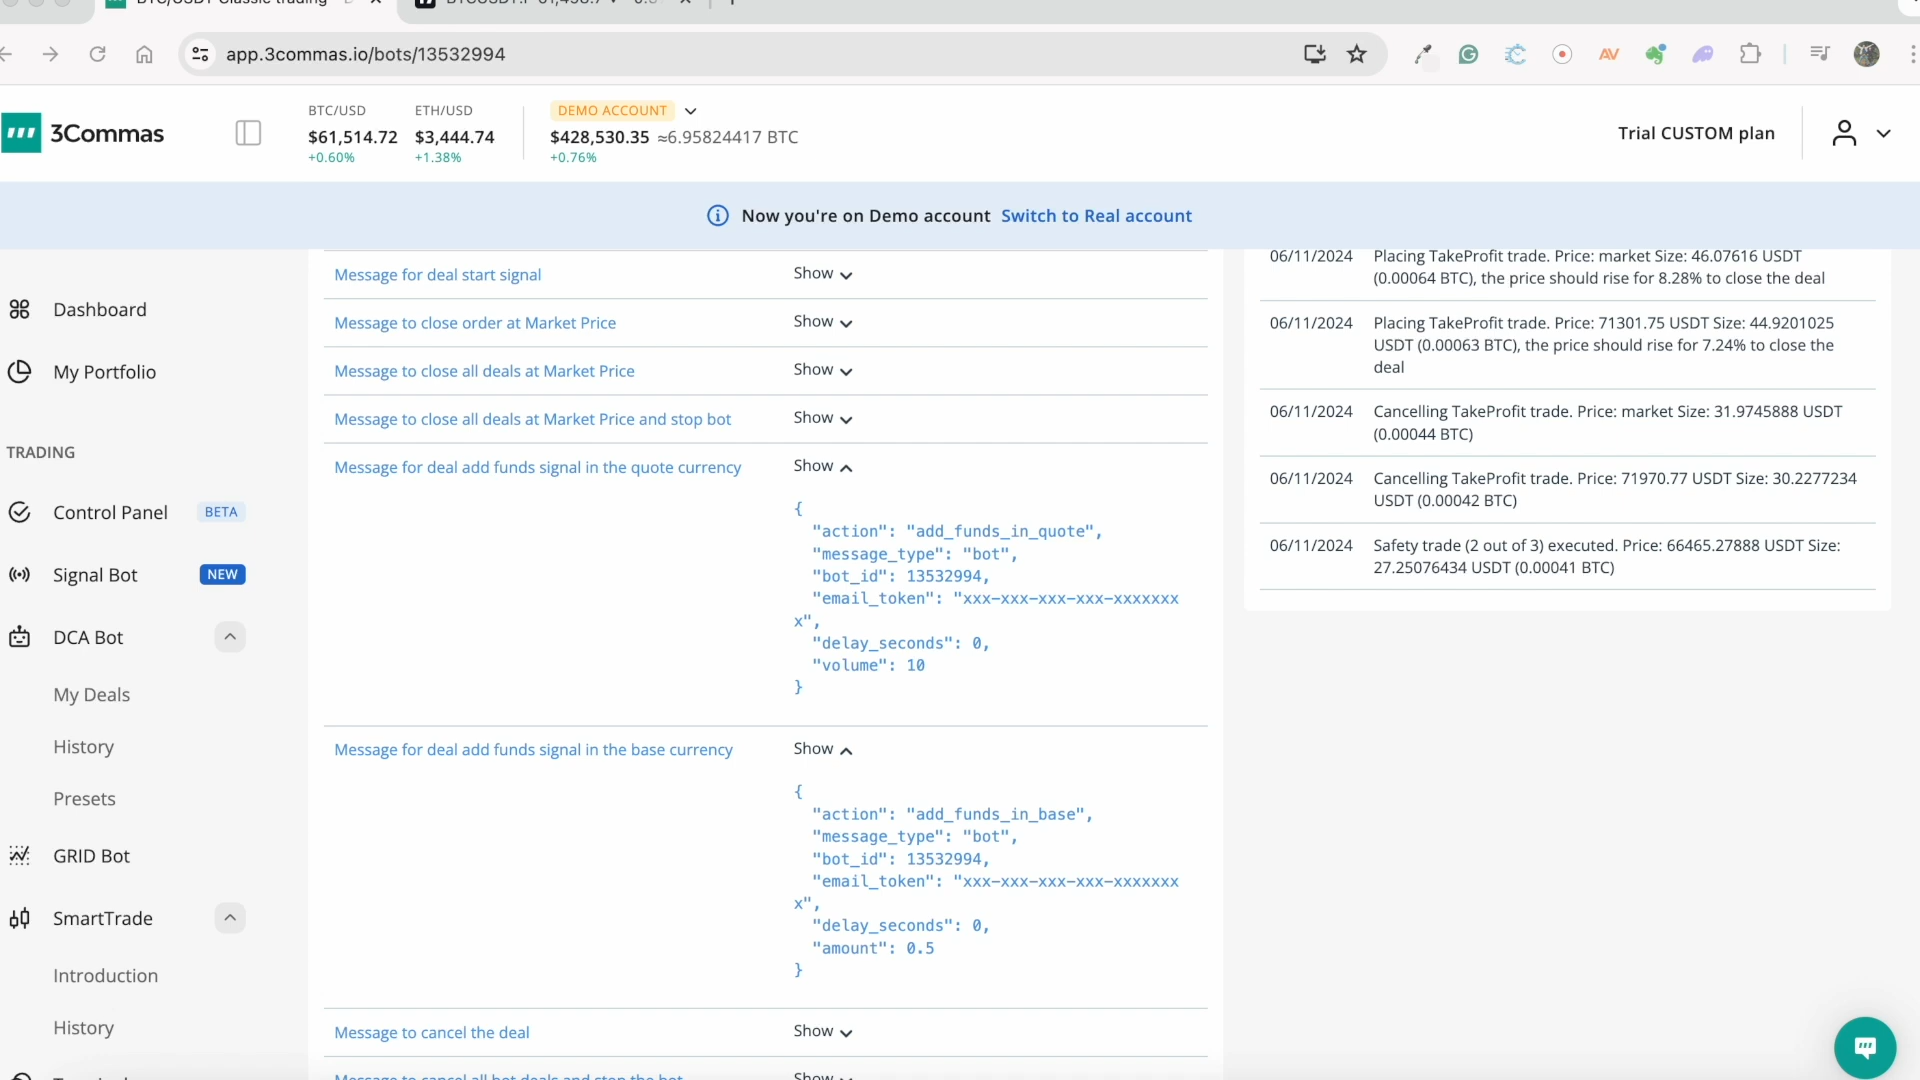 app.3commas.io/bots/13532994
3Commas
BTC/USD
$61,514.72
+0.60%
ETH/USD
$3,444.74
+1.38%
DEMO ACCOUNT
$428,530.35 ≈6.95824417 BTC
+0.76%
Trial CUSTOM plan
Now you're on Demo account Switch to Real account
Dashboard
My Portfolio
TRADING
Control Panel BETA
Signal Bot NEW
DCA Bot
My Deals
History
Presets
GRID Bot
SmartTrade
Introduction
History
Message for deal start signal Show
Message to close order at Market Price Show
Message to close all deals at Market Price Show
Message to close all deals at Market Price and stop bot Show
Message for deal add funds signal in the quote currency Show
{
"action": "add_funds_in_quote",
"message_type": "bot",
"bot_id": 13532994,
"email_token": "xxx-xxx-xxx-xxx-xxxxxxx
x",
"delay_seconds": 0,
"volume": 10
}
Message for deal add funds signal in the base currency Show
{
"action": "add_funds_in_base",
"message_type": "bot",
"bot_id": 13532994,
"email_token": "xxx-xxx-xxx-xxx-xxxxxxx
x",
"delay_seconds": 0,
"amount": 0.5
}
Message to cancel the deal Show
Message to cancel all bot deals and stop the bot Show
06/11/2024 Placing TakeProfit trade. Price: market Size: 46.07616 USDT
(0.00064 BTC), the price should rise for 8.28% to close the deal
06/11/2024 Placing TakeProfit trade. Price: 71301.75 USDT Size: 44.9201025
USDT (0.00063 BTC), the price should rise for 7.24% to close the
deal
06/11/2024 Cancelling TakeProfit trade. Price: market Size: 31.9745888 USDT
(0.00044 BTC)
06/11/2024 Cancelling TakeProfit trade. Price: 71970.77 USDT Size: 30.2277234
USDT (0.00042 BTC)
06/11/2024 Safety trade (2 out of 3) executed. Price: 66465.27888 USDT Size:
27.25076434 USDT (0.00041 BTC)